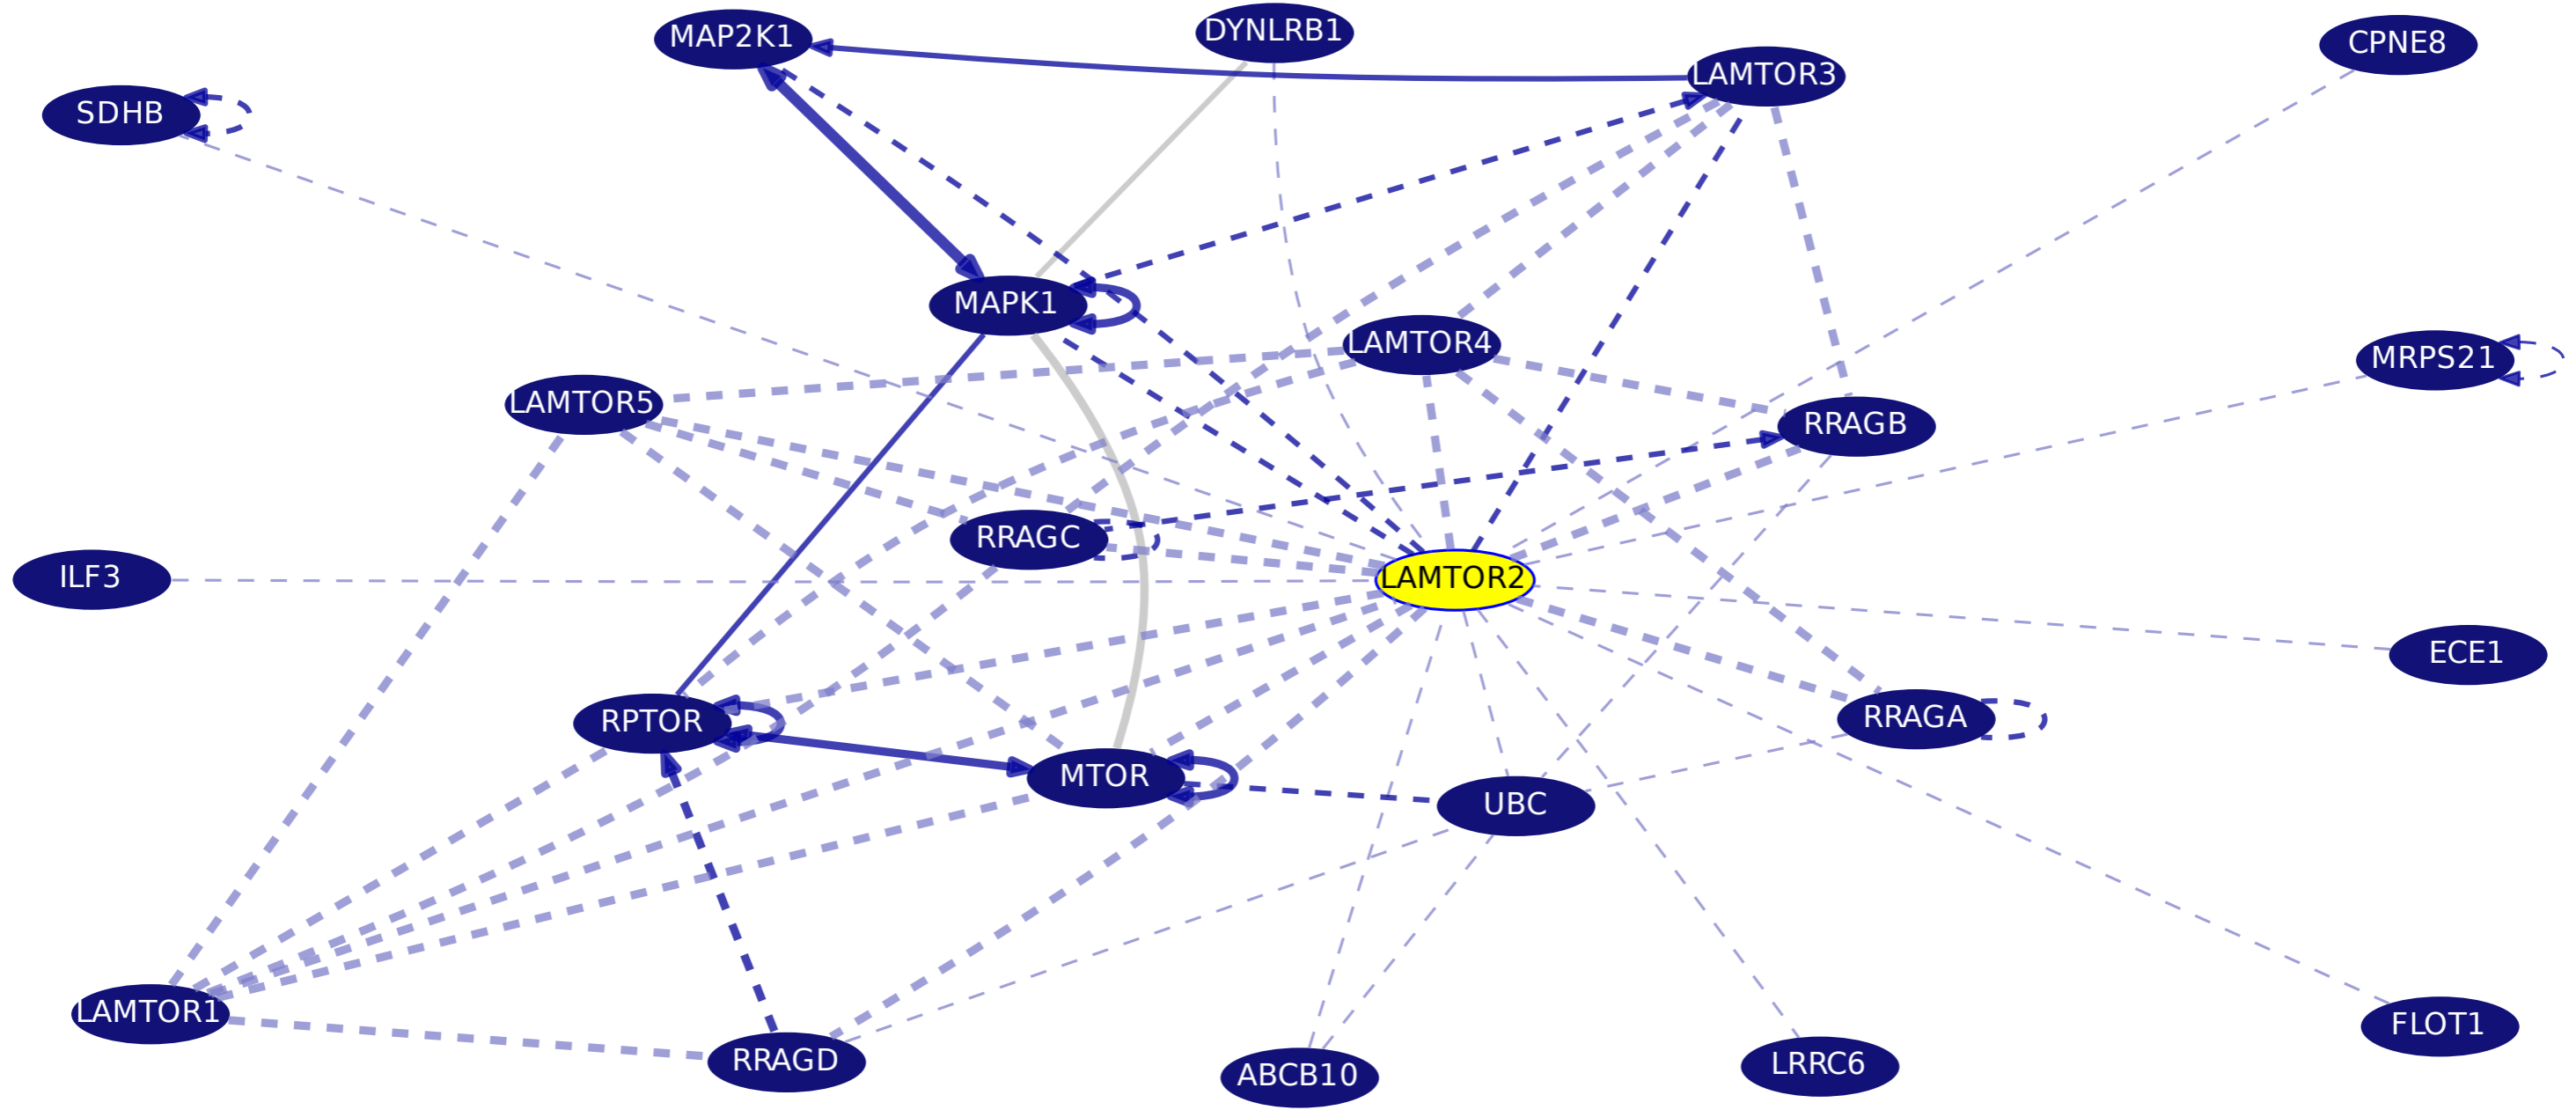 DYNLRB1
MAP2K1
CPNE8
LAMTOR3
SDHB
MAPK1
LAMTOR4
MRPS21
LAMTOR5
RRAGB
RRAGC
ILF3
LAMTOR2
ECE1
RRAGA
RPTOR
MTOR
UBC
LAMTOR1
FLOT1
RRAGD
LRRC6
ABCB10